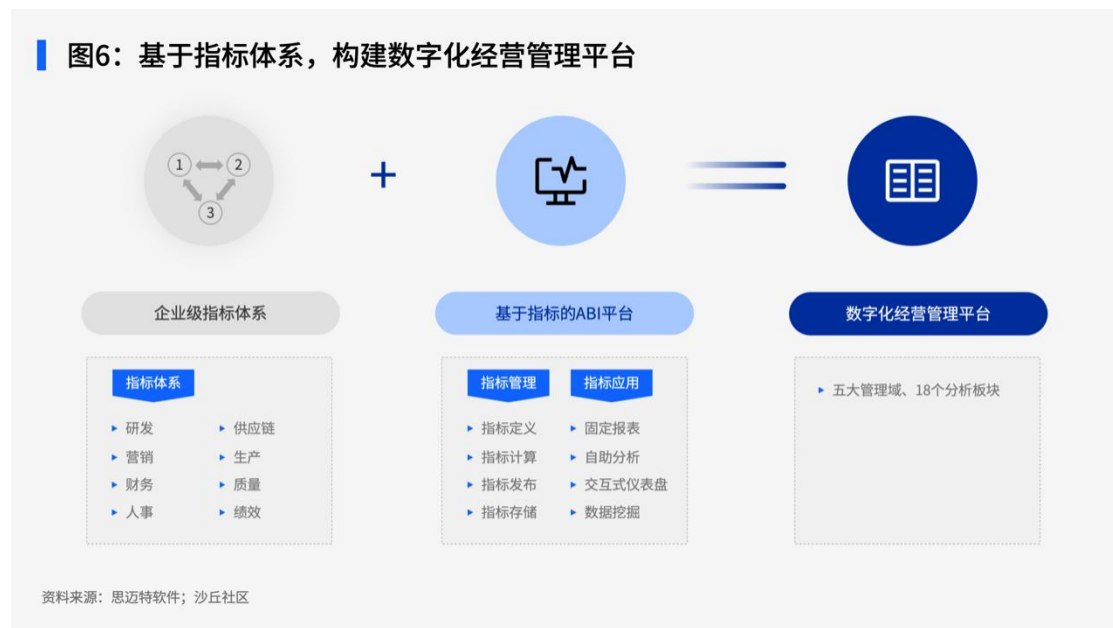 图6：基于指标体系，构建数字化经营管理平台
1
2
3
+
企业级指标体系
基于指标的ABI平台
数字化经营管理平台
指标体系
研发
供应链
营销
生产
财务
质量
人事
绩效
指标管理
指标应用
指标定义
固定报表
指标计算
自助分析
指标发布
交互式仪表盘
指标存储
数据挖掘
五大管理域、18个分析板块
资料来源：思迈特软件；沙丘社区